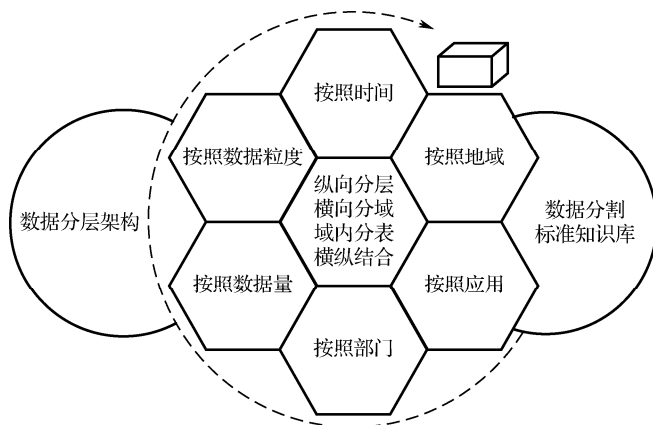 按照时间
按照数据粒度
按照地域
纵向分层
横向分域
域内分表
横纵结合
数据分层架构
数据分割
标准知识库
按照数据量
按照应用
按照部门